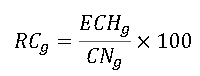 RC_g = ECH_g / CN_g × 100